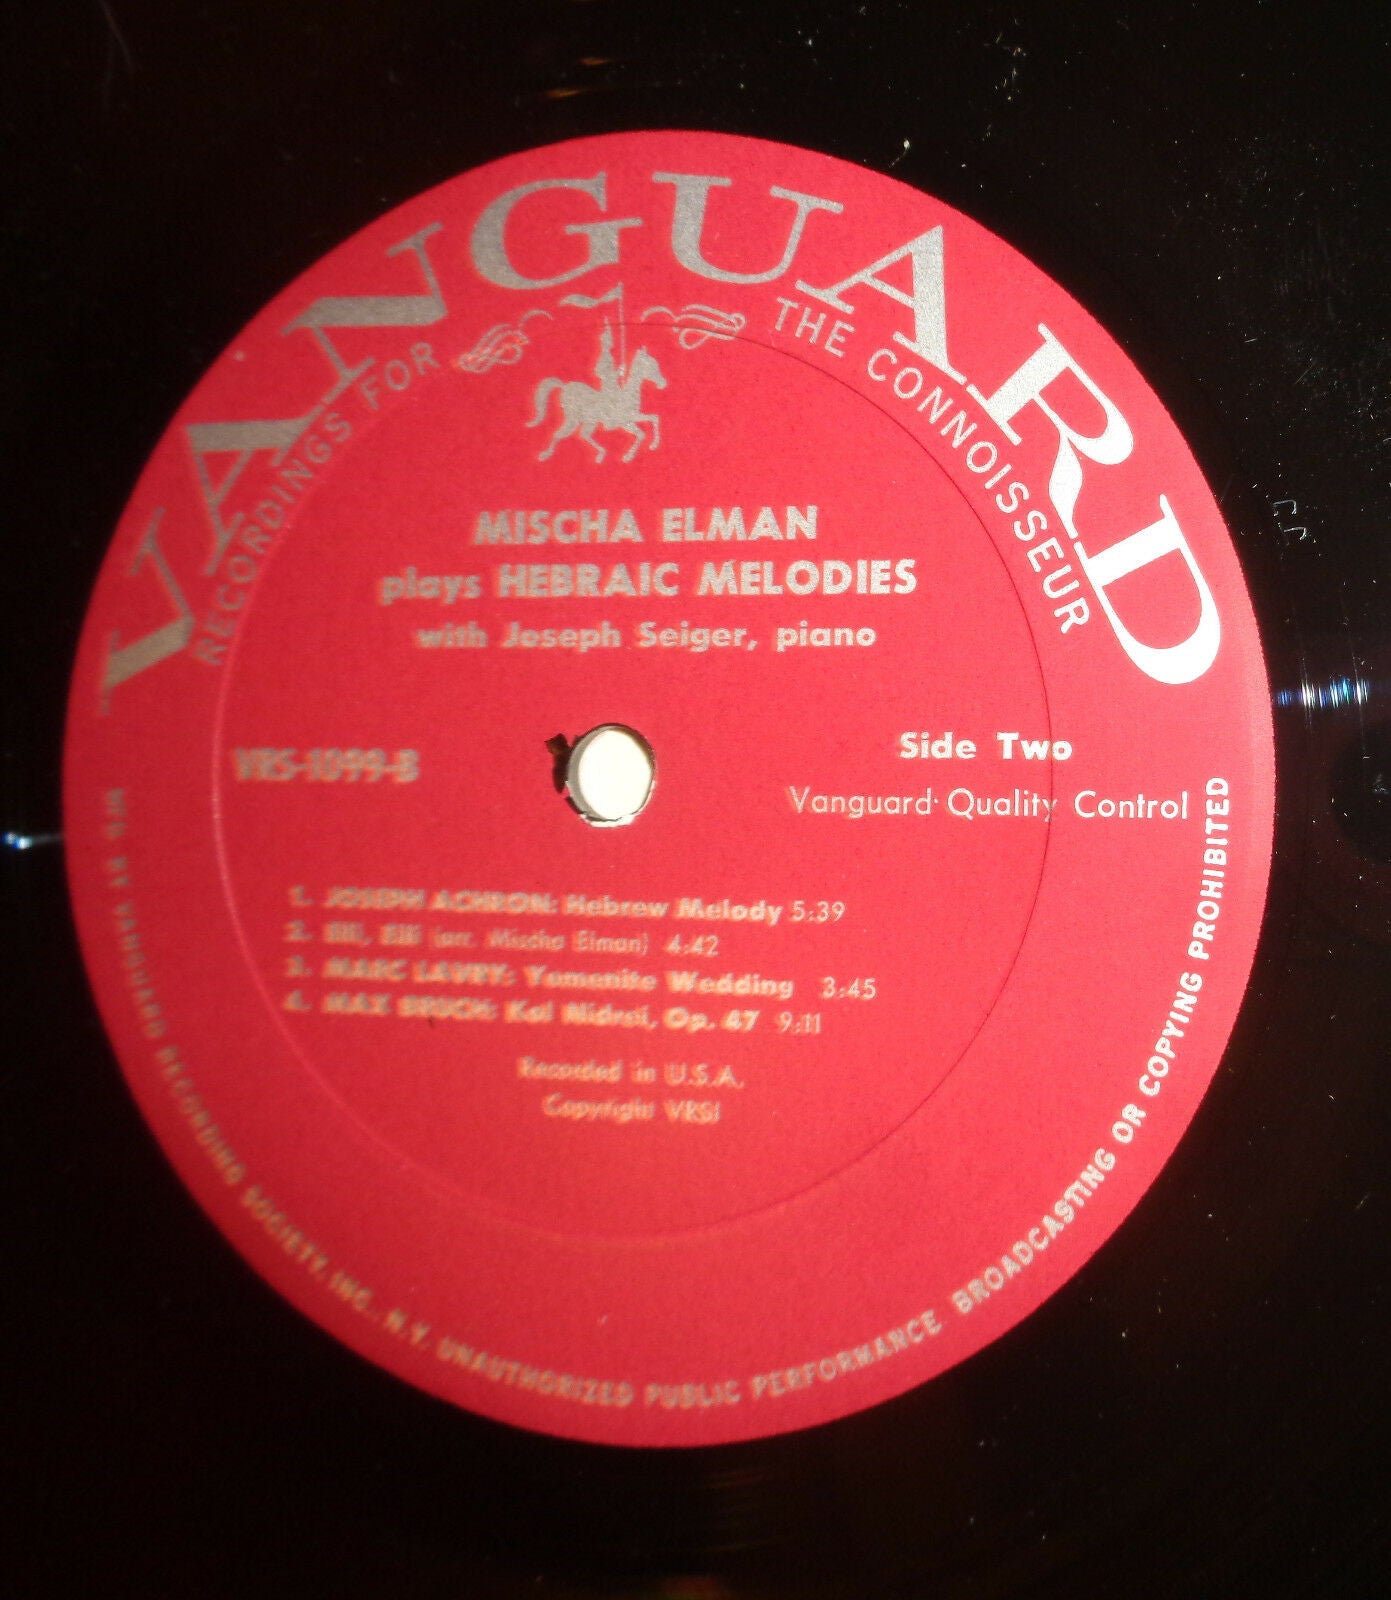 VANGUARD
RECORDINGS FOR THE CONNOISSEUR
MISCHA ELMAN
plays HEBRAIC MELODIES
with Joseph Seiger, piano
VRS-1099-B
Side Two
Vanguard Quality Control
1. JOSEPH ACHRON: Hebrew Melody 5:39
2. Eili, Eili (arr. Mischa Elman) 4:42
3. MARC LAVRY: Yemenite Wedding 3:45
4. MAX BRUCH: Kol Nidrei, Op. 47 9:11
Recorded in U.S.A.
Copyright VRSI
MFG. BY VANGUARD RECORDING SOCIETY, INC., N.Y. UNAUTHORIZED PUBLIC PERFORMANCE, BROADCASTING OR COPYING PROHIBITED